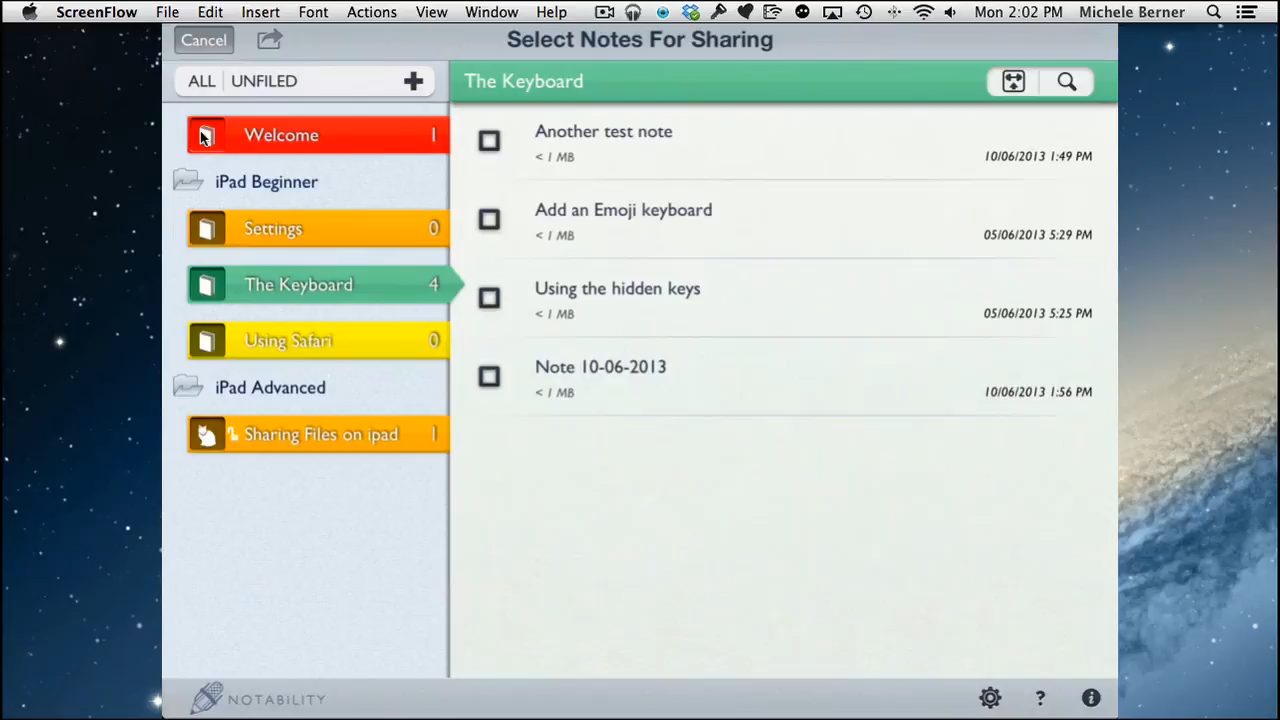 ScreenFlow File Edit Insert Font Actions View Window Help Mon 2:02 PM Michele Berner
Cancel
Select Notes For Sharing
ALL UNFILED
The Keyboard
Welcome 1
iPad Beginner
Settings 0
The Keyboard 4
Using Safari 0
iPad Advanced
Sharing Files on ipad 1
Another test note
< 1 MB 10/06/2013 1:49 PM
Add an Emoji keyboard
< 1 MB 05/06/2013 5:29 PM
Using the hidden keys
< 1 MB 05/06/2013 5:25 PM
Note 10-06-2013
< 1 MB 10/06/2013 1:56 PM
NOTABILITY
?